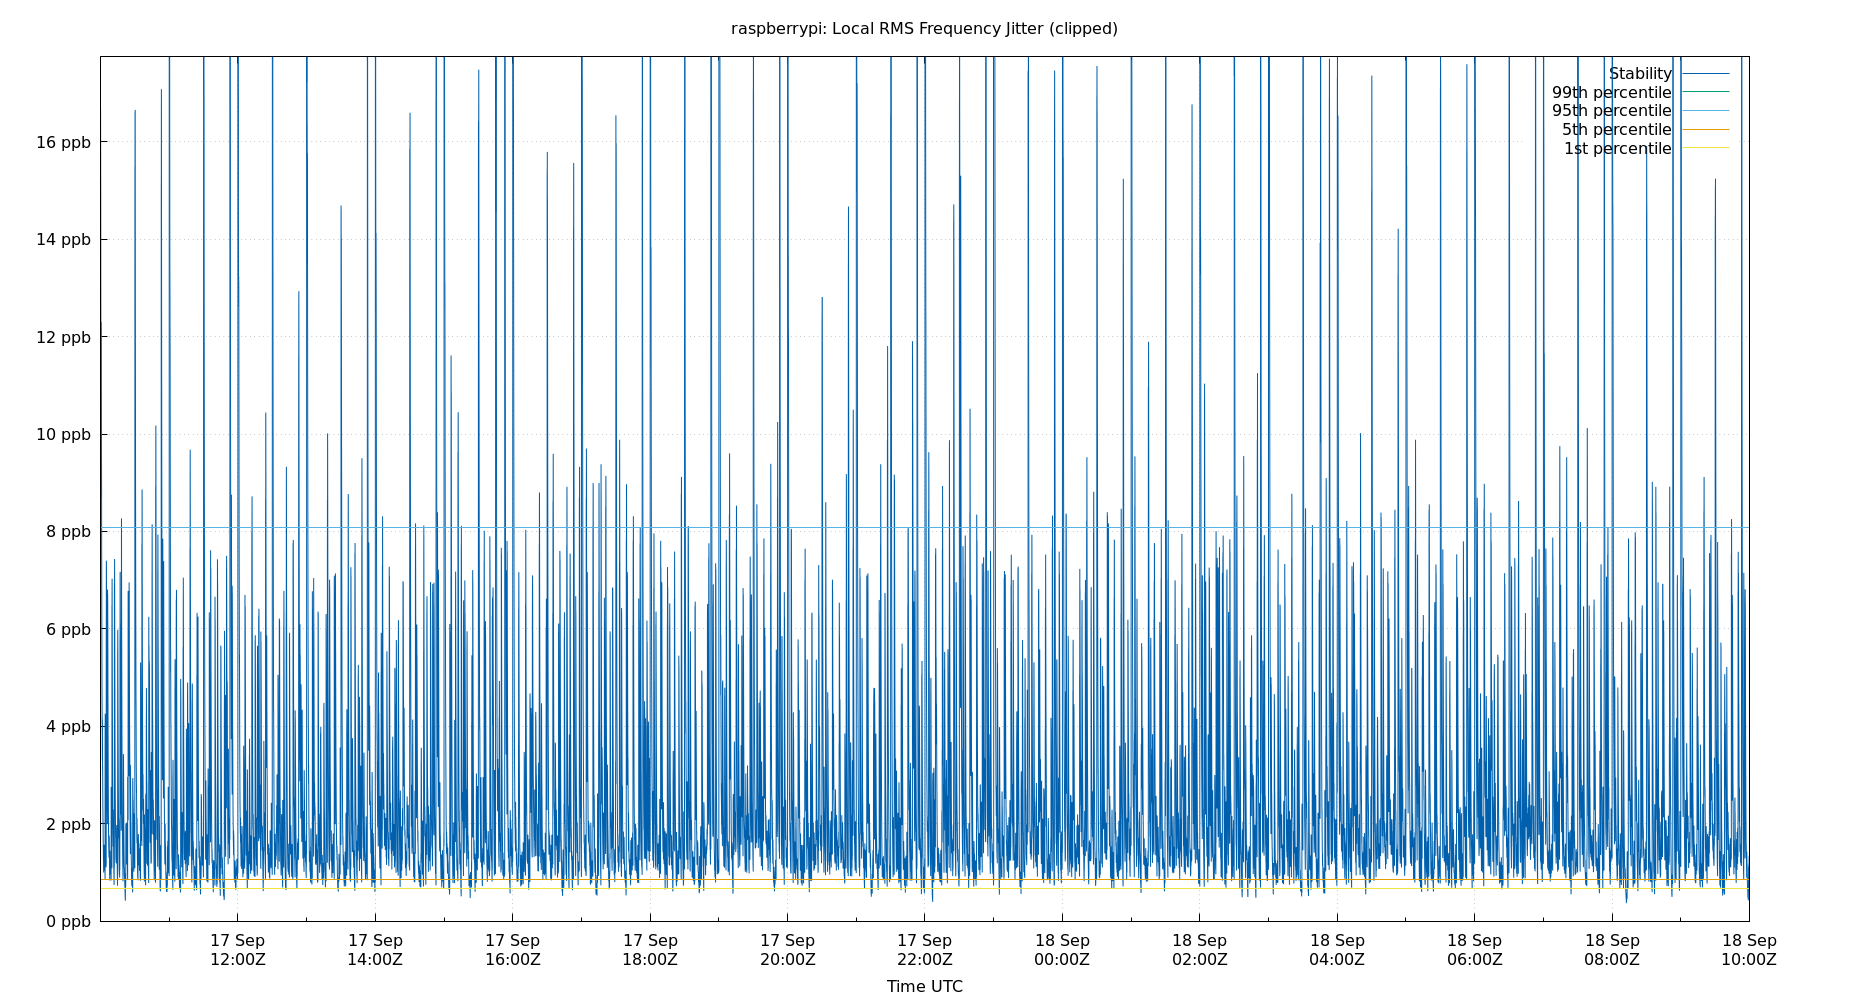 raspberrypi: Local RMS Frequency Jitter (clipped)
Stability
99th percentile
95th percentile
5th percentile
1st percentile
16 ppb
14 ppb
12 ppb
10 ppb
8 ppb
6 ppb
4 ppb
2 ppb
0 ppb
17 Sep 17 Sep 17 Sep 17 Sep 17 Sep 17 Sep 18 Sep 18 Sep 18 Sep 18 Sep 18 Sep 18 Sep
12:00Z 14:00Z 16:00Z 18:00Z 20:00Z 22:00Z 00:00Z 02:00Z 04:00Z 06:00Z 08:00Z 10:00Z
Time UTC